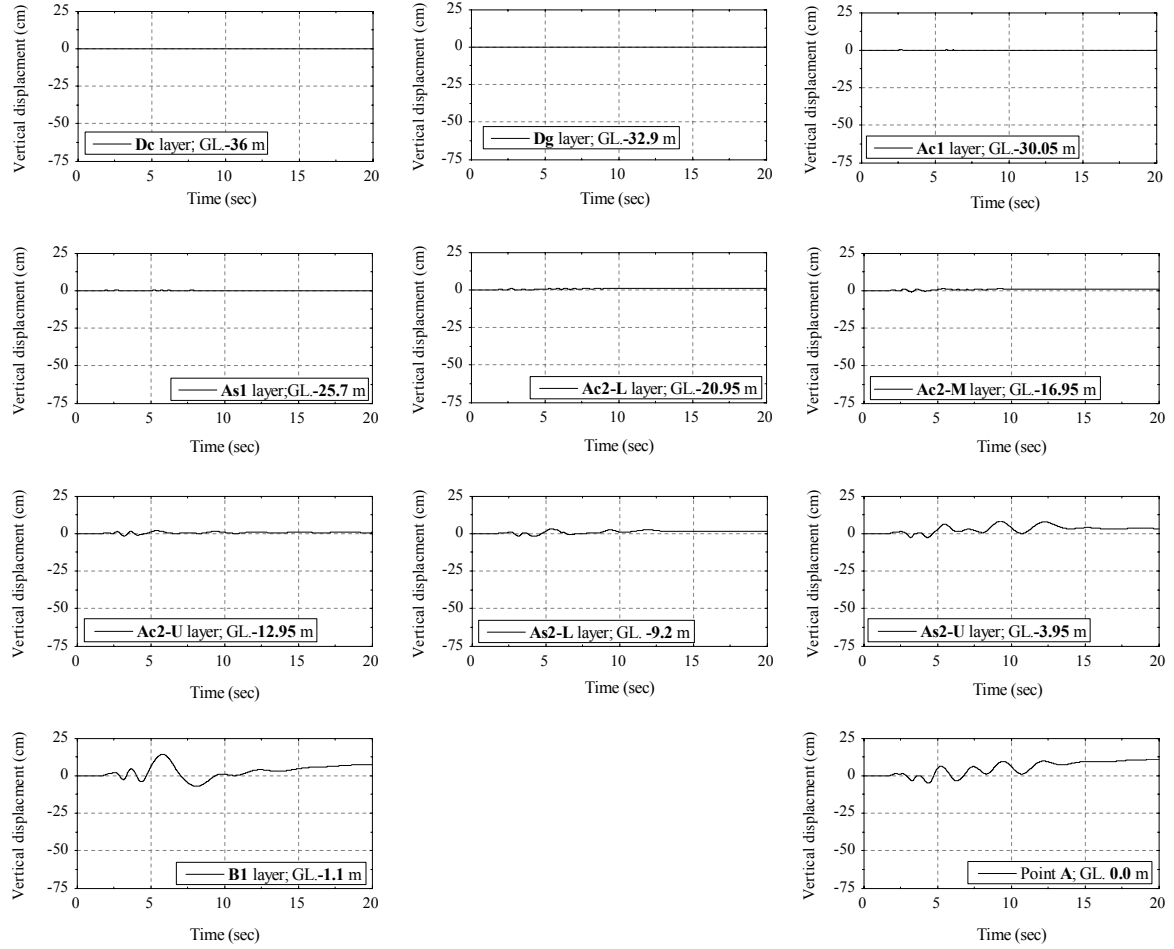 Vertical displacment (cm)
25
0
-25
-50
-75
Dc layer; GL.-36 m
0 5 10 15 20
Time (sec)
Vertical displacment (cm)
25
0
-25
-50
-75
Dg layer; GL.-32.9 m
0 5 10 15 20
Time (sec)
Vertical displacment (cm)
25
0
-25
-50
-75
Ac1 layer; GL.-30.05 m
0 5 10 15 20
Time (sec)
Vertical displacment (cm)
25
0
-25
-50
-75
As1 layer;GL.-25.7 m
0 5 10 15 20
Time (sec)
Vertical displacment (cm)
25
0
-25
-50
-75
Ac2-L layer; GL.-20.95 m
0 5 10 15 20
Time (sec)
Vertical displacment (cm)
25
0
-25
-50
-75
Ac2-M layer; GL.-16.95 m
0 5 10 15 20
Time (sec)
Vertical displacment (cm)
25
0
-25
-50
-75
Ac2-U layer; GL.-12.95 m
0 5 10 15 20
Time (sec)
Vertical displacment (cm)
25
0
-25
-50
-75
As2-L layer; GL. -9.2 m
0 5 10 15 20
Time (sec)
Vertical displacment (cm)
25
0
-25
-50
-75
As2-U layer; GL.-3.95 m
0 5 10 15 20
Time (sec)
Vertical displacment (cm)
25
0
-25
-50
-75
B1 layer; GL.-1.1 m
0 5 10 15 20
Time (sec)
Vertical displacment (cm)
25
0
-25
-50
-75
Point A; GL. 0.0 m
0 5 10 15 20
Time (sec)